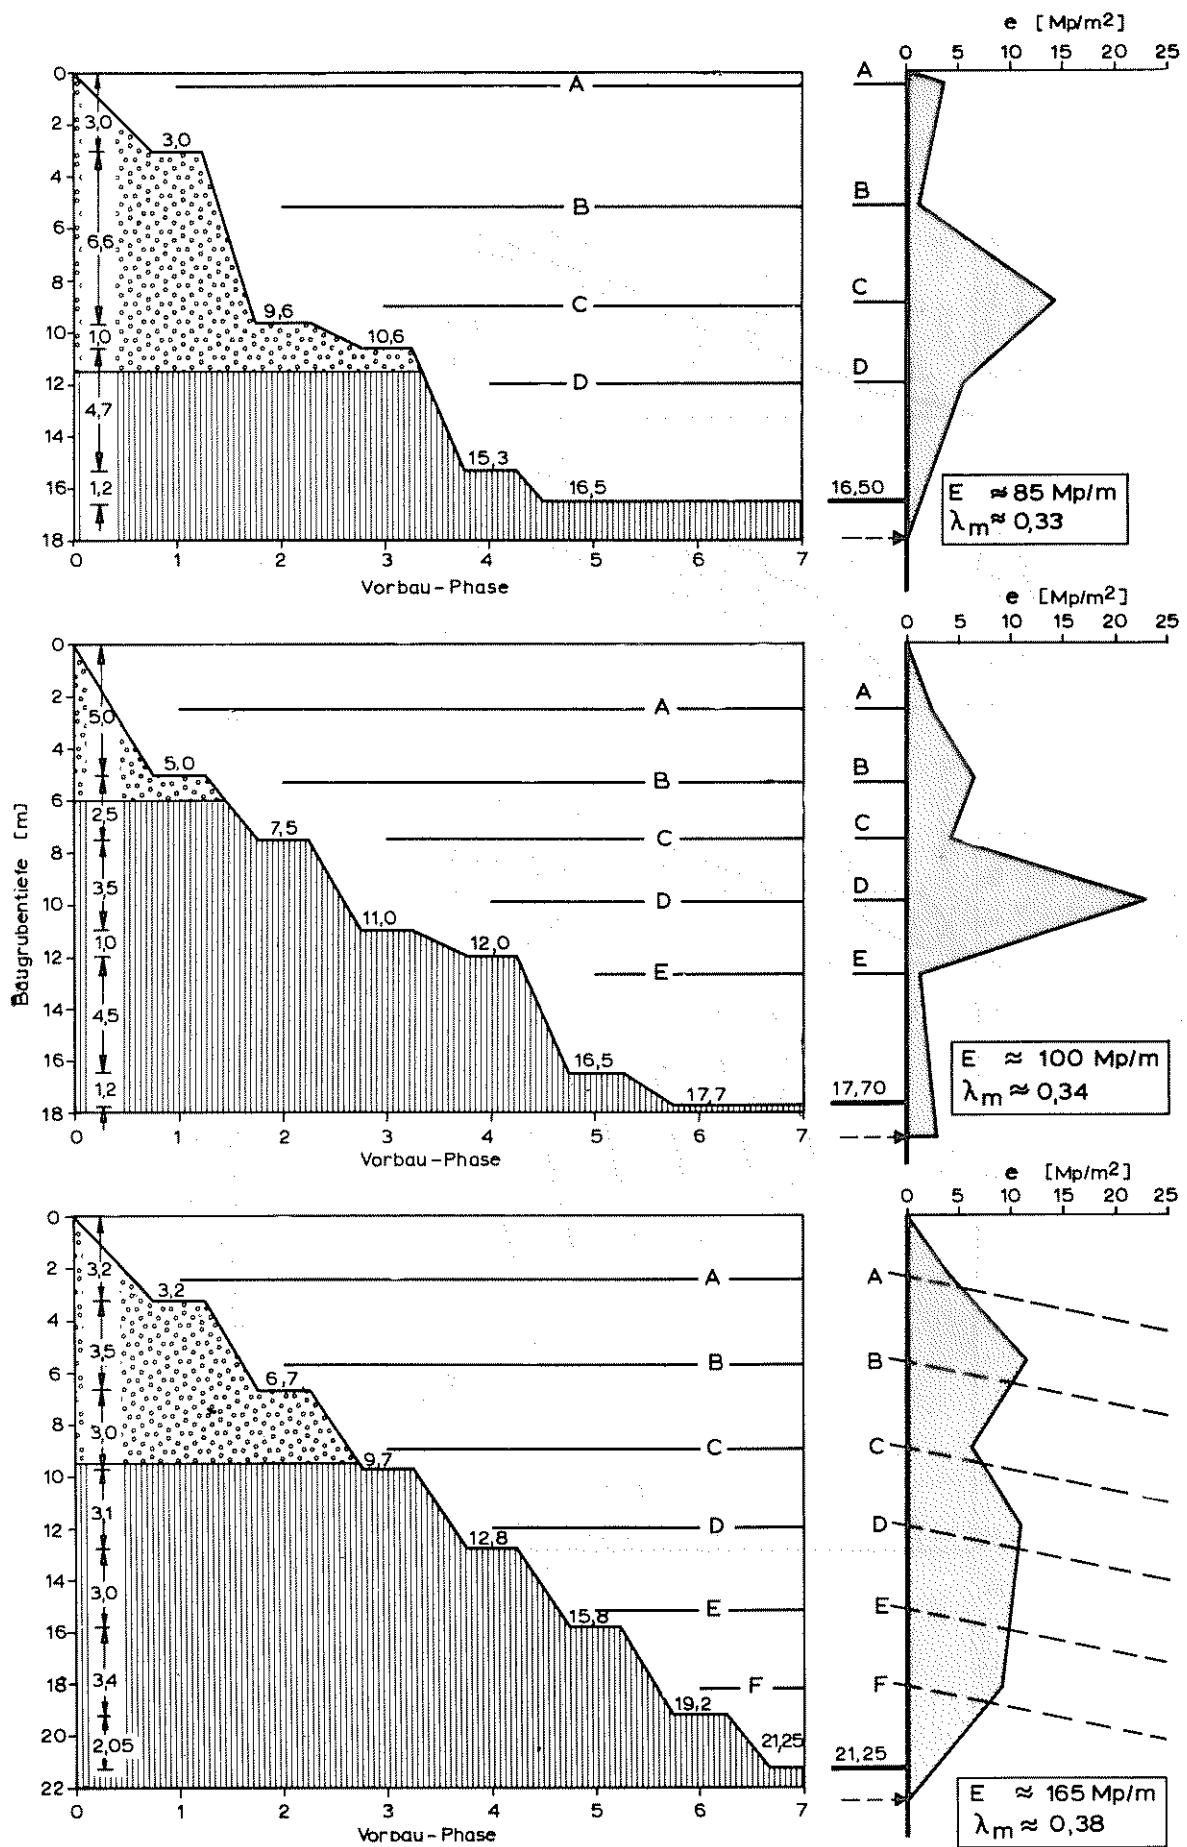 e [Mp/m2]
0 5 10 15 20 25
0
2
4
6
8
10
12
14
16
18
3,0
6,6
1,0
4,7
1,2
3,0
9,6
10,6
15,3
16,5
A
B
C
D
0 1 2 3 4 5 6 7
Vorbau-Phase
A
B
C
D
16,50
E ≈ 85 Mp/m
λm ≈ 0,33
e [Mp/m2]
0 5 10 15 20 25
Baugrubentiefe [m]
0
2
4
6
8
10
12
14
16
18
5,0
2,5
3,5
1,0
4,5
1,2
5,0
7,5
11,0
12,0
16,5
17,7
A
B
C
D
E
0 1 2 3 4 5 6 7
Vorbau-Phase
A
B
C
D
E
17,70
E ≈ 100 Mp/m
λm ≈ 0,34
e [Mp/m2]
0 5 10 15 20 25
0
2
4
6
8
10
12
14
16
18
20
22
3,2
3,5
3,0
3,1
3,0
3,4
2,05
3,2
6,7
9,7
12,8
15,8
19,2
21,25
A
B
C
D
E
F
0 1 2 3 4 5 6 7
Vorbau-Phase
A
B
C
D
E
F
21,25
E ≈ 165 Mp/m
λm ≈ 0,38